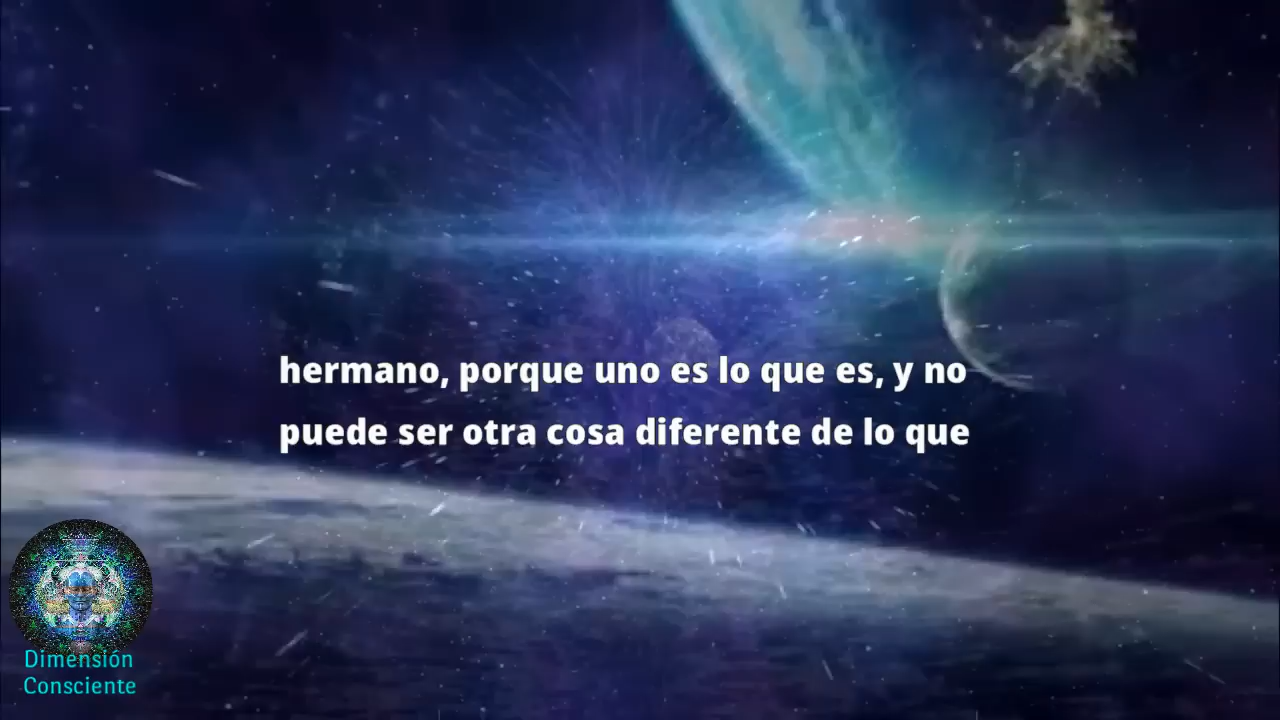 hermano, porque uno es lo que es, y no
puede ser otra cosa diferente de lo que
Dimensión
Consciente